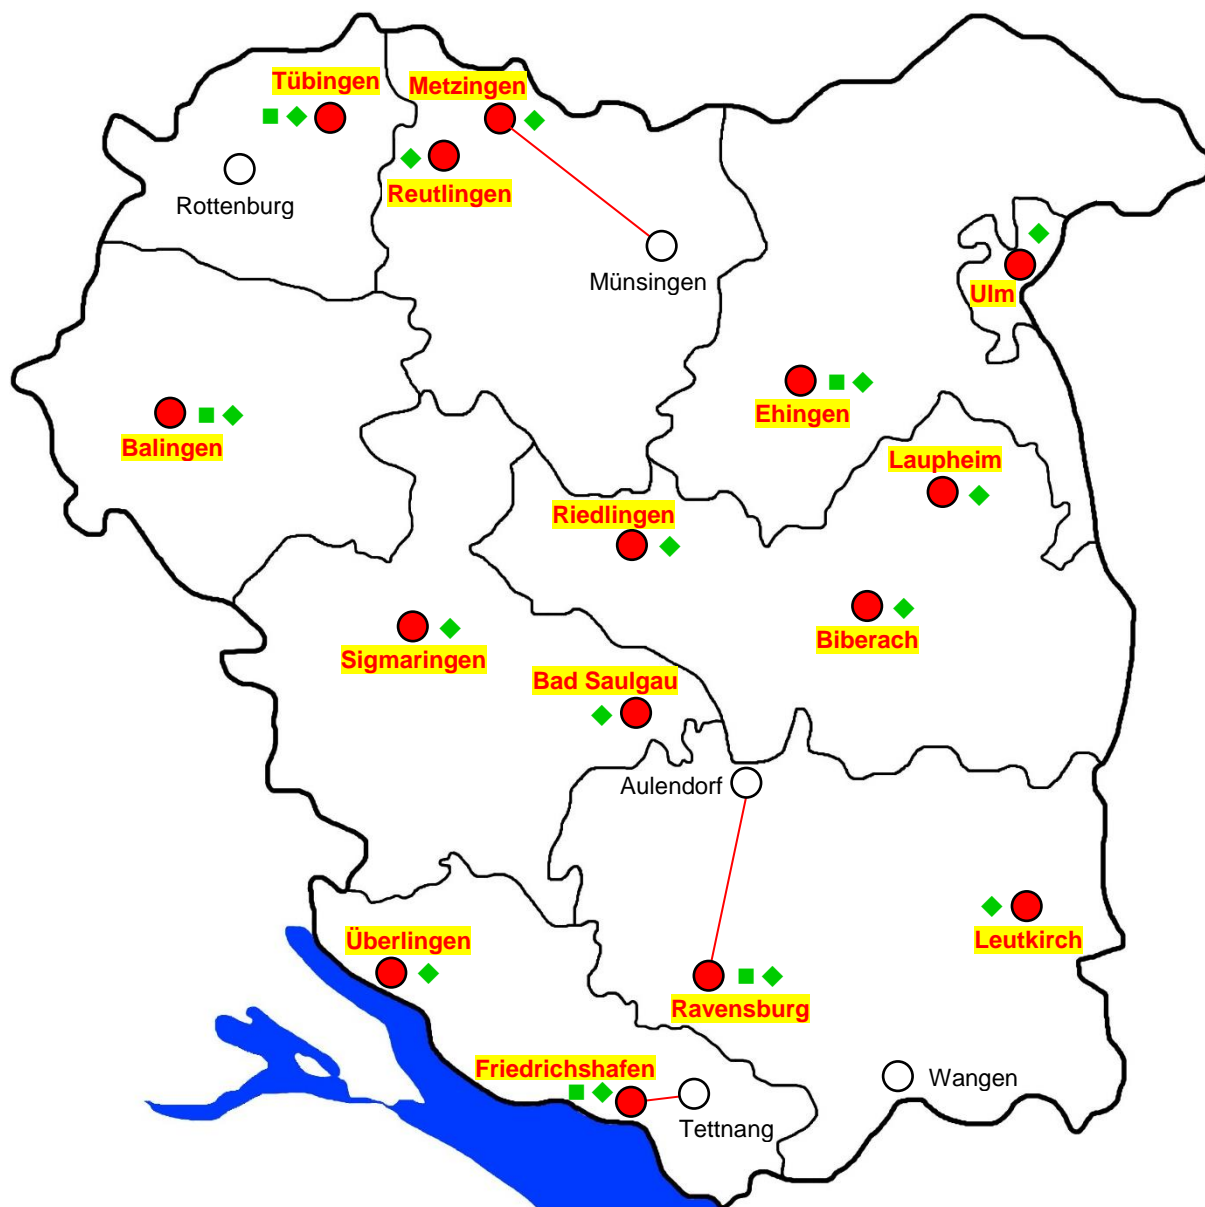 Tübingen
Metzingen
Reutlingen
Rottenburg
Münsingen
Ulm
Ehingen
Balingen
Laupheim
Riedlingen
Biberach
Sigmaringen
Bad Saulgau
Aulendorf
Leutkirch
Überlingen
Ravensburg
Friedrichshafen
Wangen
Tettnang